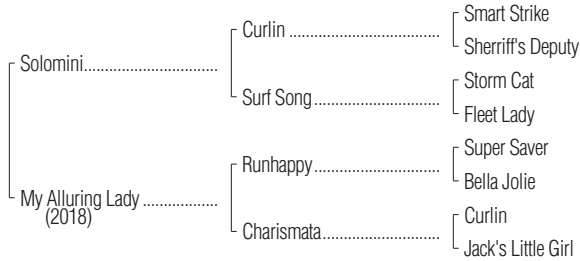 Smart Strike
Curlin
Sherriff's Deputy
Solomini
Storm Cat
Surf Song
Fleet Lady
Super Saver
Runhappy
Bella Jolie
My Alluring Lady
(2018)
Curlin
Charismata
Jack's Little Girl